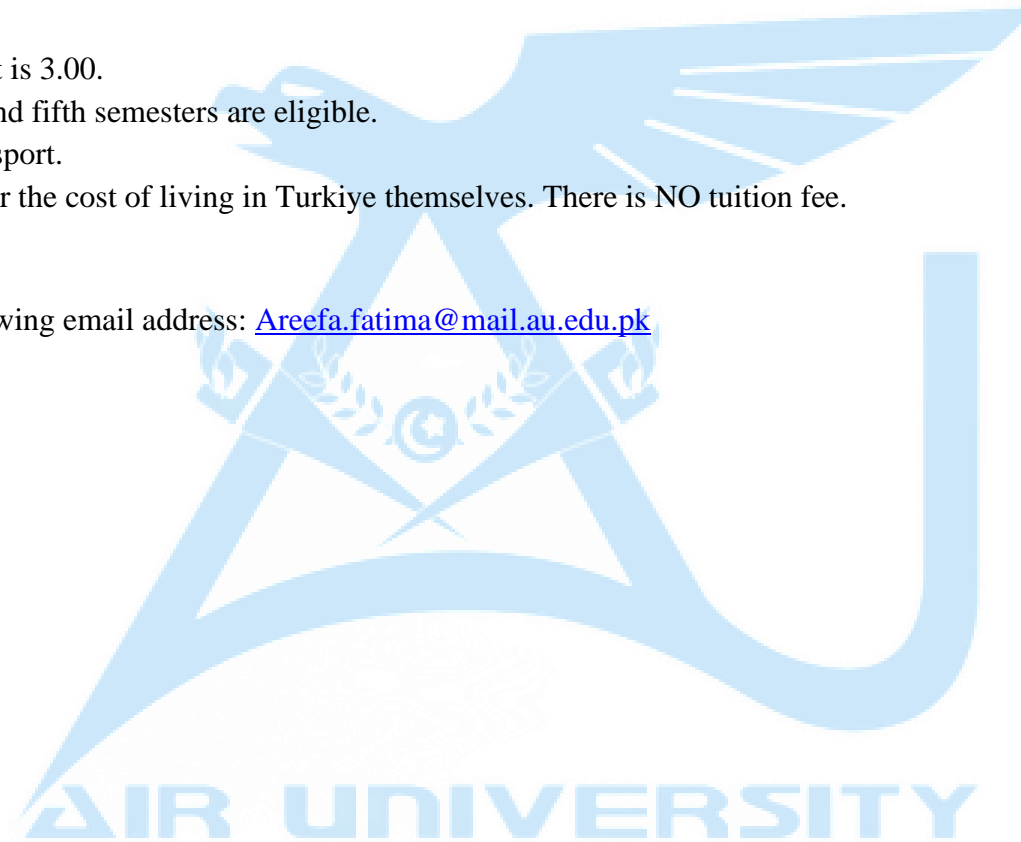 t is 3.00.
nd fifth semesters are eligible.
sport.
r the cost of living in Turkiye themselves. There is NO tuition fee.
wing email address: Areefa.fatima@mail.au.edu.pk
AIR UNIVERSITY